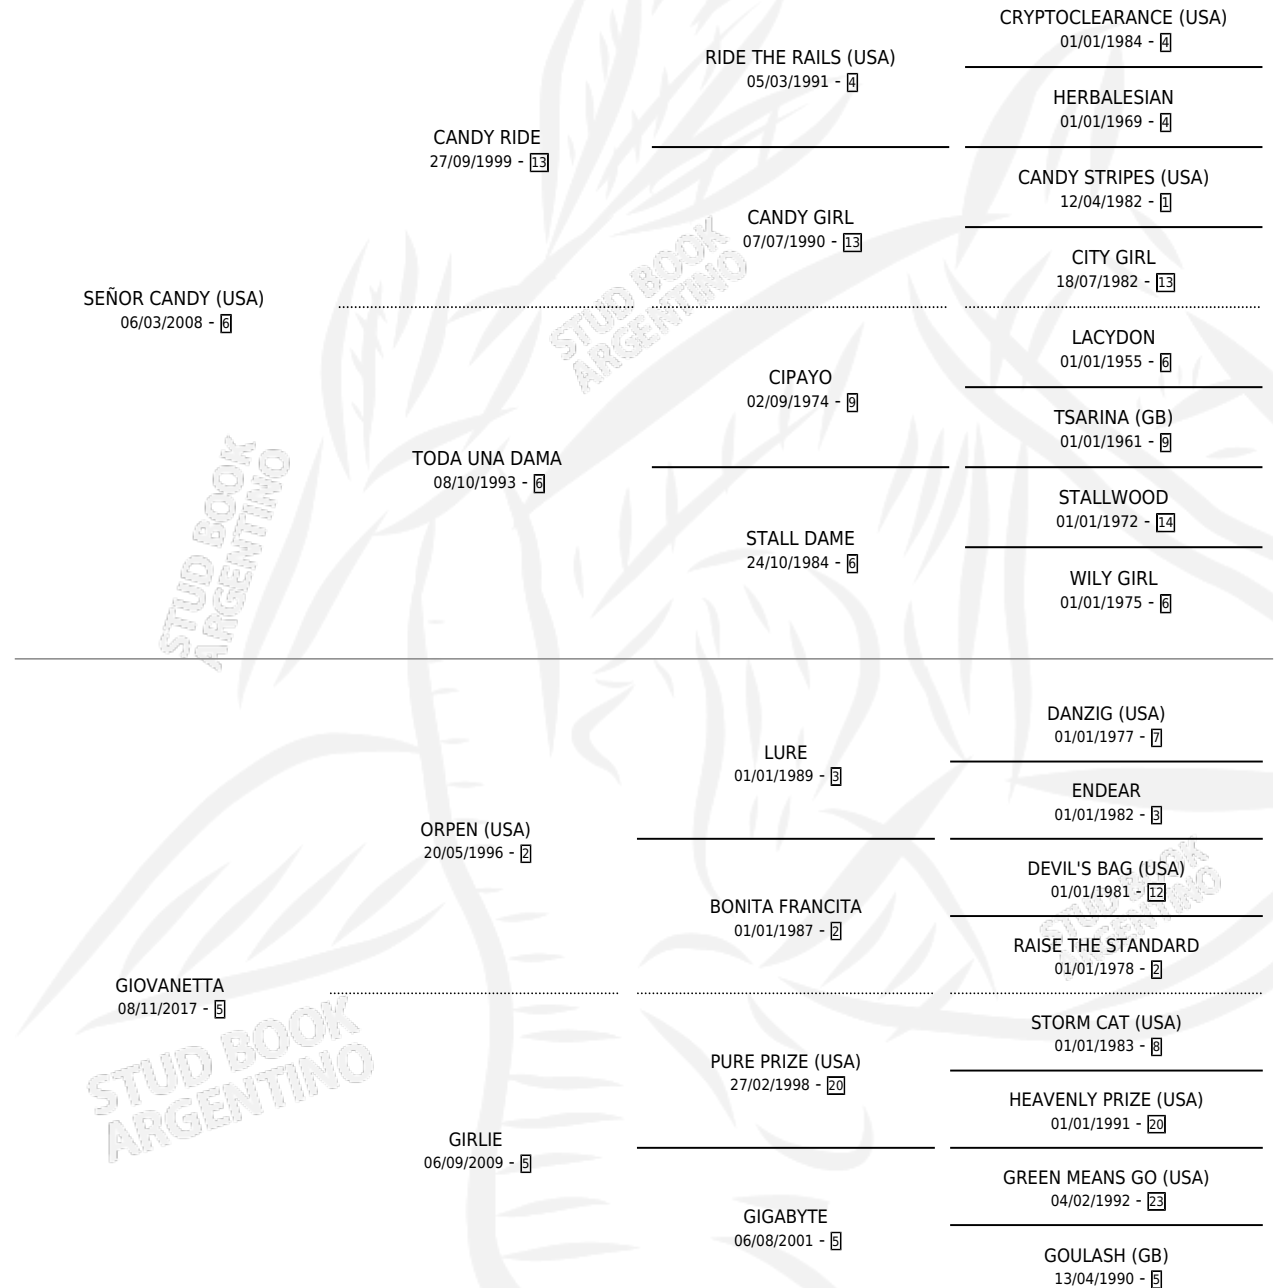 CRYPTOCLEARANCE (USA)
01/01/1984 - 4
RIDE THE RAILS (USA)
05/03/1991 - 4
HERBALESIAN
01/01/1969 - 4
CANDY RIDE
27/09/1999 - 13
CANDY STRIPES (USA)
12/04/1982 - 1
CANDY GIRL
07/07/1990 - 13
CITY GIRL
18/07/1982 - 13
SEÑOR CANDY (USA)
06/03/2008 - 6
LACYDON
01/01/1955 - 6
CIPAYO
02/09/1974 - 9
TSARINA (GB)
01/01/1961 - 9
TODA UNA DAMA
08/10/1993 - 6
STALLWOOD
01/01/1972 - 14
STALL DAME
24/10/1984 - 6
WILY GIRL
01/01/1975 - 6
STUD BOOK
ARGENTINO
STUD BOOK
ARGENTINO
DANZIG (USA)
01/01/1977 - 7
LURE
01/01/1989 - 3
ENDEAR
01/01/1982 - 3
ORPEN (USA)
20/05/1996 - 2
DEVIL'S BAG (USA)
01/01/1981 - 12
BONITA FRANCITA
01/01/1987 - 2
RAISE THE STANDARD
01/01/1978 - 2
STUD BOOK
ARGENTINO
GIOVANETTA
08/11/2017 - 5
STORM CAT (USA)
01/01/1983 - 8
PURE PRIZE (USA)
27/02/1998 - 20
HEAVENLY PRIZE (USA)
01/01/1991 - 20
GIRLIE
06/09/2009 - 5
GREEN MEANS GO (USA)
04/02/1992 - 23
GIGABYTE
06/08/2001 - 5
GOULASH (GB)
13/04/1990 - 5
STUD BOOK
ARGENTINO